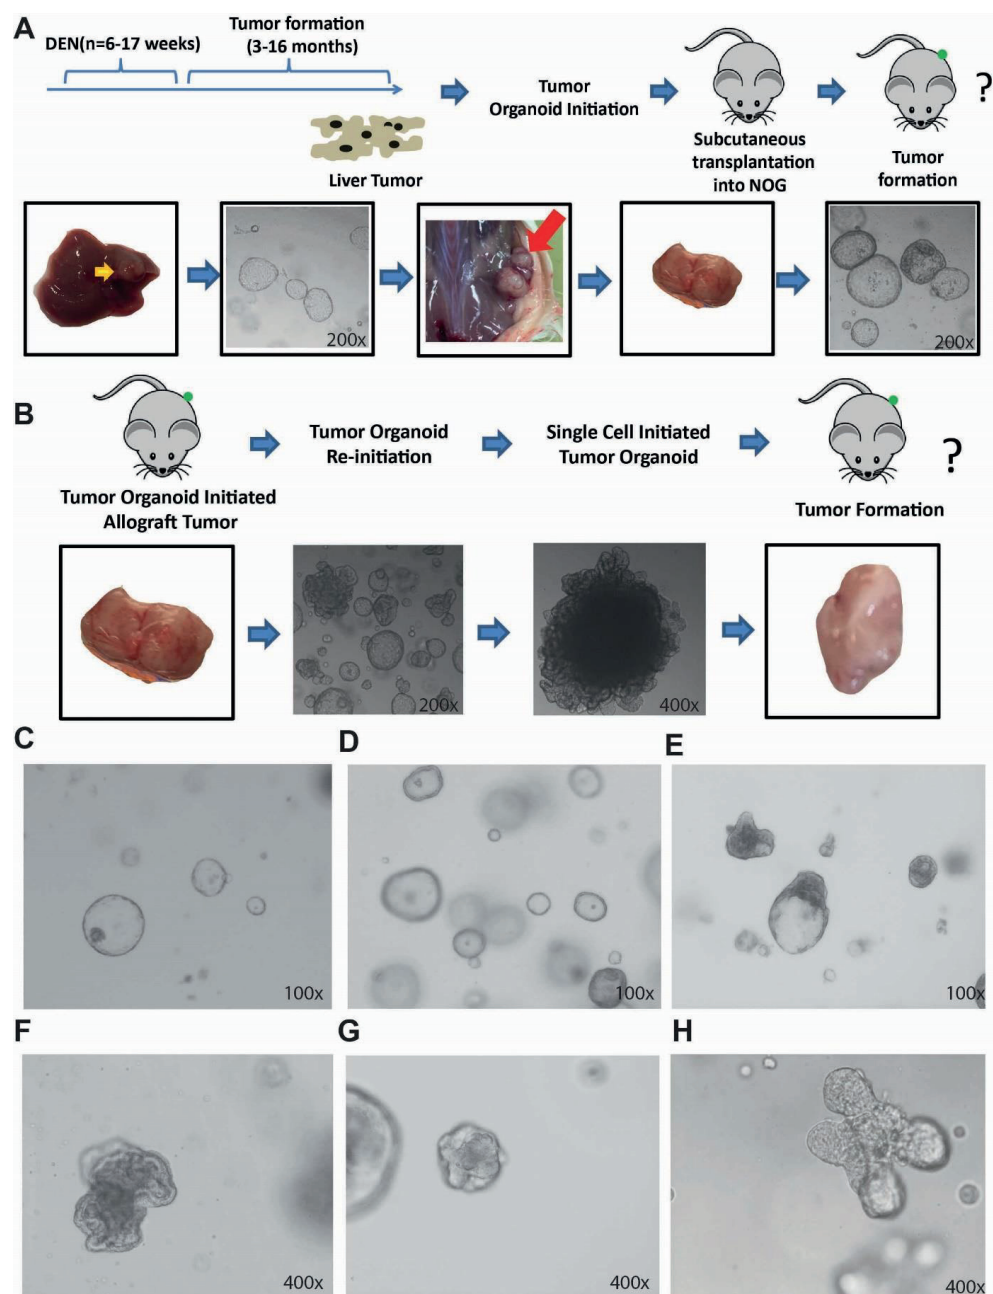 A
DEN(n=6-17 weeks)
Tumor formation
(3-16 months)
Liver Tumor
Tumor
Organoid Initiation
Subcutaneous
transplantation
into NOG
?
Tumor
formation
200x
200x
B
Tumor Organoid Initiated
Allograft Tumor
Tumor Organoid
Re-initiation
Single Cell Initiated
Tumor Organoid
?
Tumor Formation
200x
400x
C
D
E
100x
100x
100x
F
G
H
400x
400x
400x